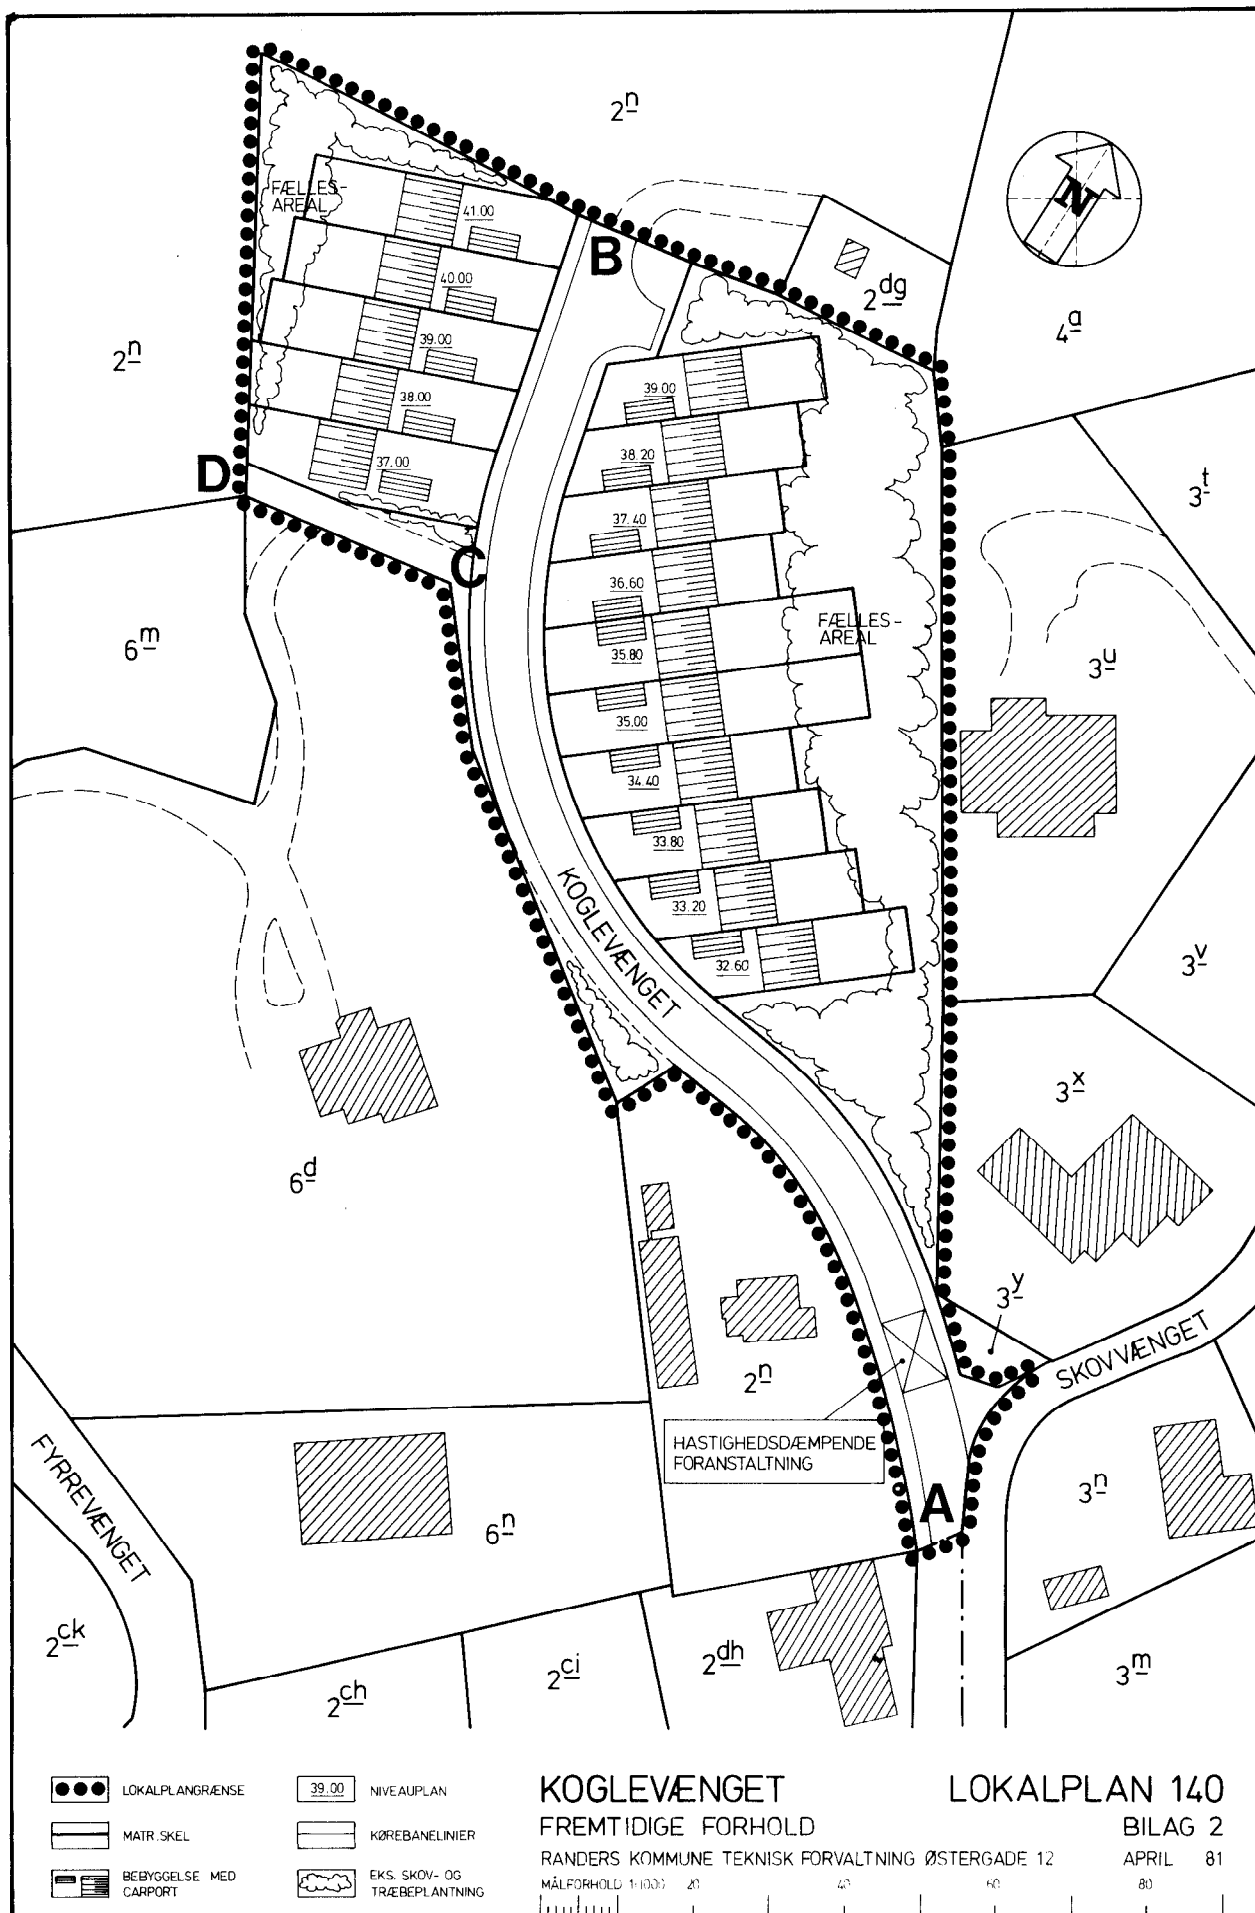 2n
N
FÆLLES-
AREAL
41.00
B
2dg
4a
40.00
2n
39.00
39.00
38.00
38.20
37.00
D
3t
37.40
C
36.60
FÆLLES-
AREAL
6m
35.80
3u
35.00
34.40
33.80
KOGLEVÆNGET
33.20
32.60
3v
3x
6d
3y
SKOVVÆNGET
2n
HASTIGHEDSDÆMPENDE
FORANSTALTNING
A
FYRREVÆNGET
3n
6n
2ck
2ch
2ci
2dh
3m
LOKALPLANGRÆNSE
MATR.SKEL
BEBYGGELSE MED
CARPORT
39.00 NIVEAUPLAN
KØREBANELINIER
EKS. SKOV- OG
TRÆBEPLANTNING
KOGLEVÆNGET LOKALPLAN 140
FREMTIDIGE FORHOLD BILAG 2
RANDERS KOMMUNE TEKNISK FORVALTNING ØSTERGADE 12 APRIL 81
MÅLFORHOLD 1:1000 20 40 60 80